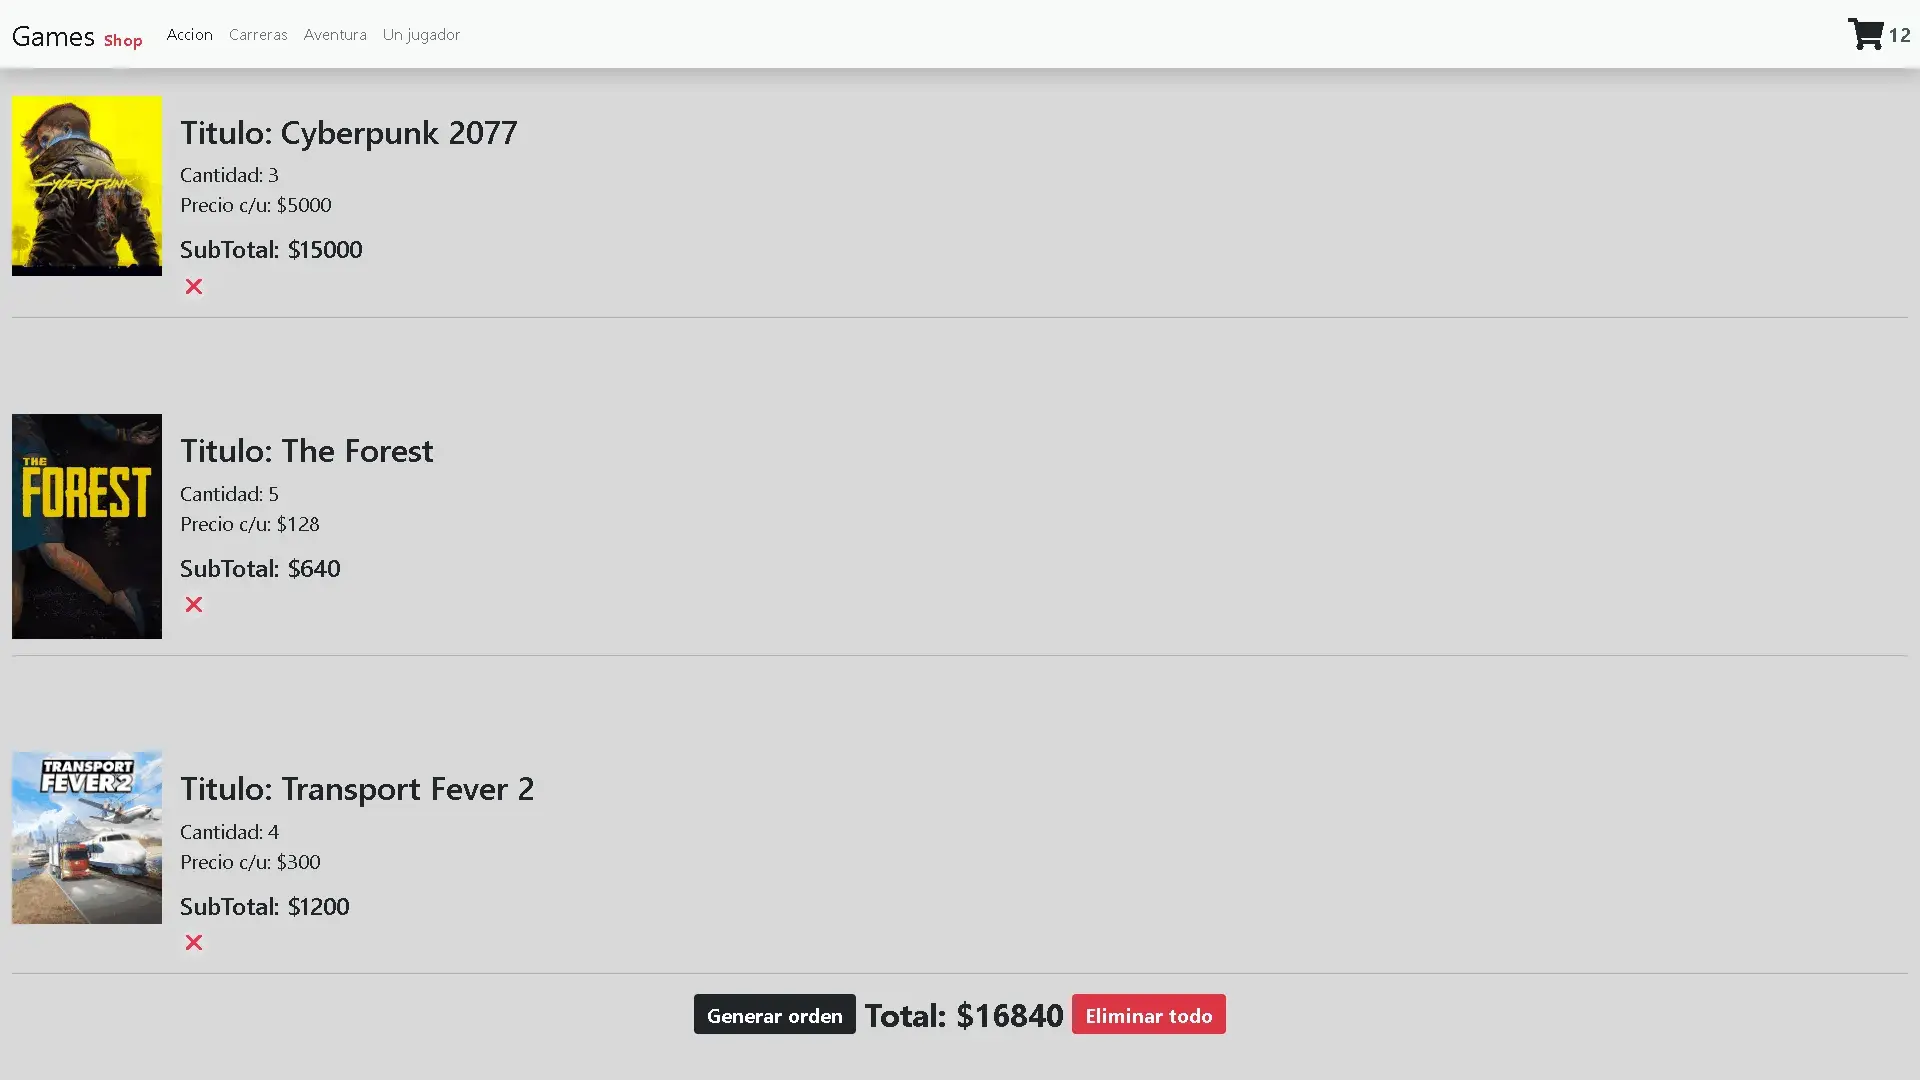 Games Shop Accion Carreras Aventura Un jugador 12
CYBERPUNK
Titulo: Cyberpunk 2077
Cantidad: 3
Precio c/u: $5000
SubTotal: $15000
THE
FOREST
Titulo: The Forest
Cantidad: 5
Precio c/u: $128
SubTotal: $640
TRANSPORT
FEVER 2
Titulo: Transport Fever 2
Cantidad: 4
Precio c/u: $300
SubTotal: $1200
Generar orden Total: $16840 Eliminar todo